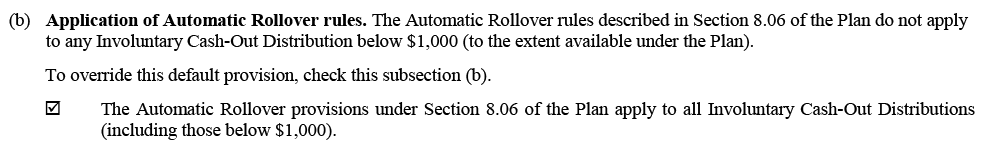 (b) Application of Automatic Rollover rules. The Automatic Rollover rules described in Section 8.06 of the Plan do not apply
to any Involuntary Cash-Out Distribution below $1,000 (to the extent available under the Plan).
To override this default provision, check this subsection (b).
☑ The Automatic Rollover provisions under Section 8.06 of the Plan apply to all Involuntary Cash-Out Distributions
(including those below $1,000).